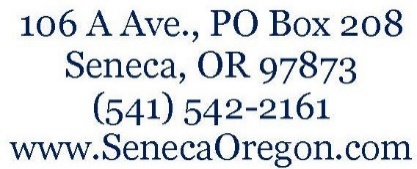 106 A Ave., PO Box 208
Seneca, OR 97873
(541) 542-2161
www.SenecaOregon.com